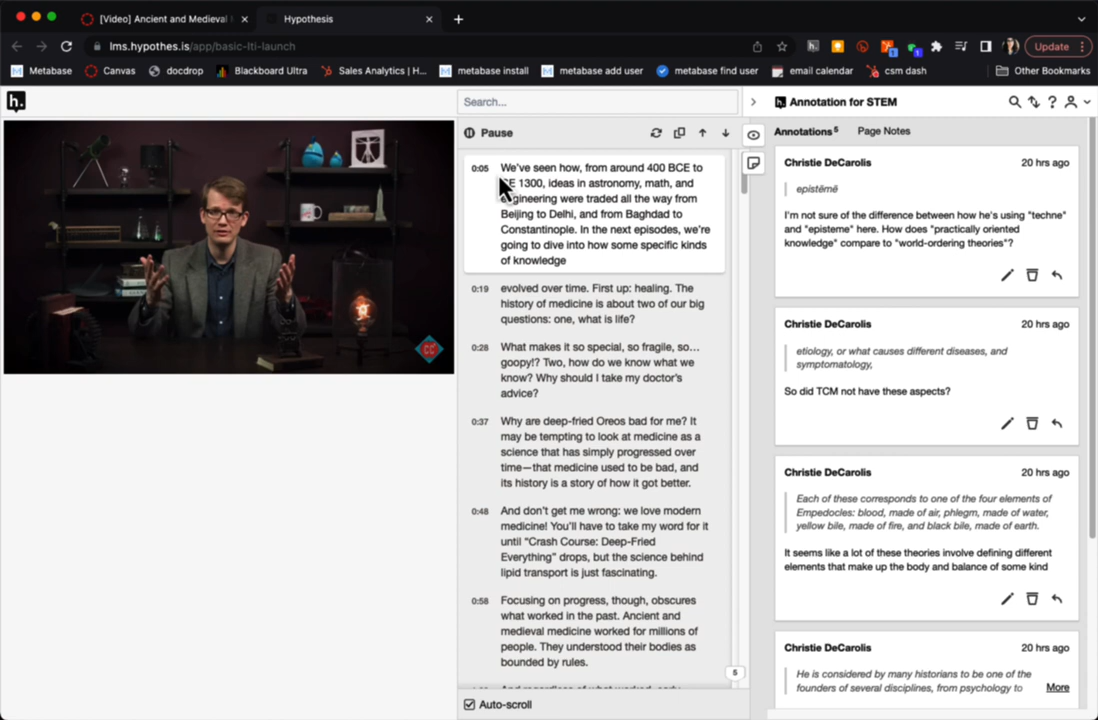 [Video] Ancient and Medieval
Hypothesis
lms.hypothes.is/app/basic-lti-launch
Update
Metabase
Canvas
docdrop
Blackboard Ultra
Sales Analytics | H...
metabase install
metabase add user
metabase find user
email calendar
csm dash
Other Bookmarks
h.
CC
Search...
Pause
0:05
We've seen how, from around 400 BCE to
1300, ideas in astronomy, math, and
engineering were traded all the way from
Beijing to Delhi, and from Baghdad to
Constantinople. In the next episodes, we're
going to dive into how some specific kinds
of knowledge
0:19
evolved over time. First up: healing. The
history of medicine is about two of our big
questions: one, what is life?
0:28
What makes it so special, so fragile, so…
goopy!? Two, how do we know what we
know? Why should I take my doctor's
advice?
0:37
Why are deep-fried Oreos bad for me? It
may be tempting to look at medicine as a
science that has simply progressed over
time—that medicine used to be bad, and
its history is a story of how it got better.
0:48
And don't get me wrong: we love modern
medicine! You'll have to take my word for it
until "Crash Course: Deep-Fried
Everything" drops, but the science behind
lipid transport is just fascinating.
0:58
Focusing on progress, though, obscures
what worked in the past. Ancient and
medieval medicine worked for millions of
people. They understood their bodies as
bounded by rules.
5
Auto-scroll
Annotation for STEM
Annotations 5
Page Notes
Christie DeCarolis
20 hrs ago
epistēmē
I'm not sure of the difference between how he's using "techne"
and "episteme" here. How does "practically oriented
knowledge" compare to "world-ordering theories"?
Christie DeCarolis
20 hrs ago
etiology, or what causes different diseases, and
symptomatology,
So did TCM not have these aspects?
Christie DeCarolis
20 hrs ago
Each of these corresponds to one of the four elements of
Empedocles: blood, made of air, phlegm, made of water,
yellow bile, made of fire, and black bile, made of earth.
It seems like a lot of these theories involve defining different
elements that make up the body and balance of some kind
Christie DeCarolis
20 hrs ago
He is considered by many historians to be one of the
founders of several disciplines, from psychology to
More